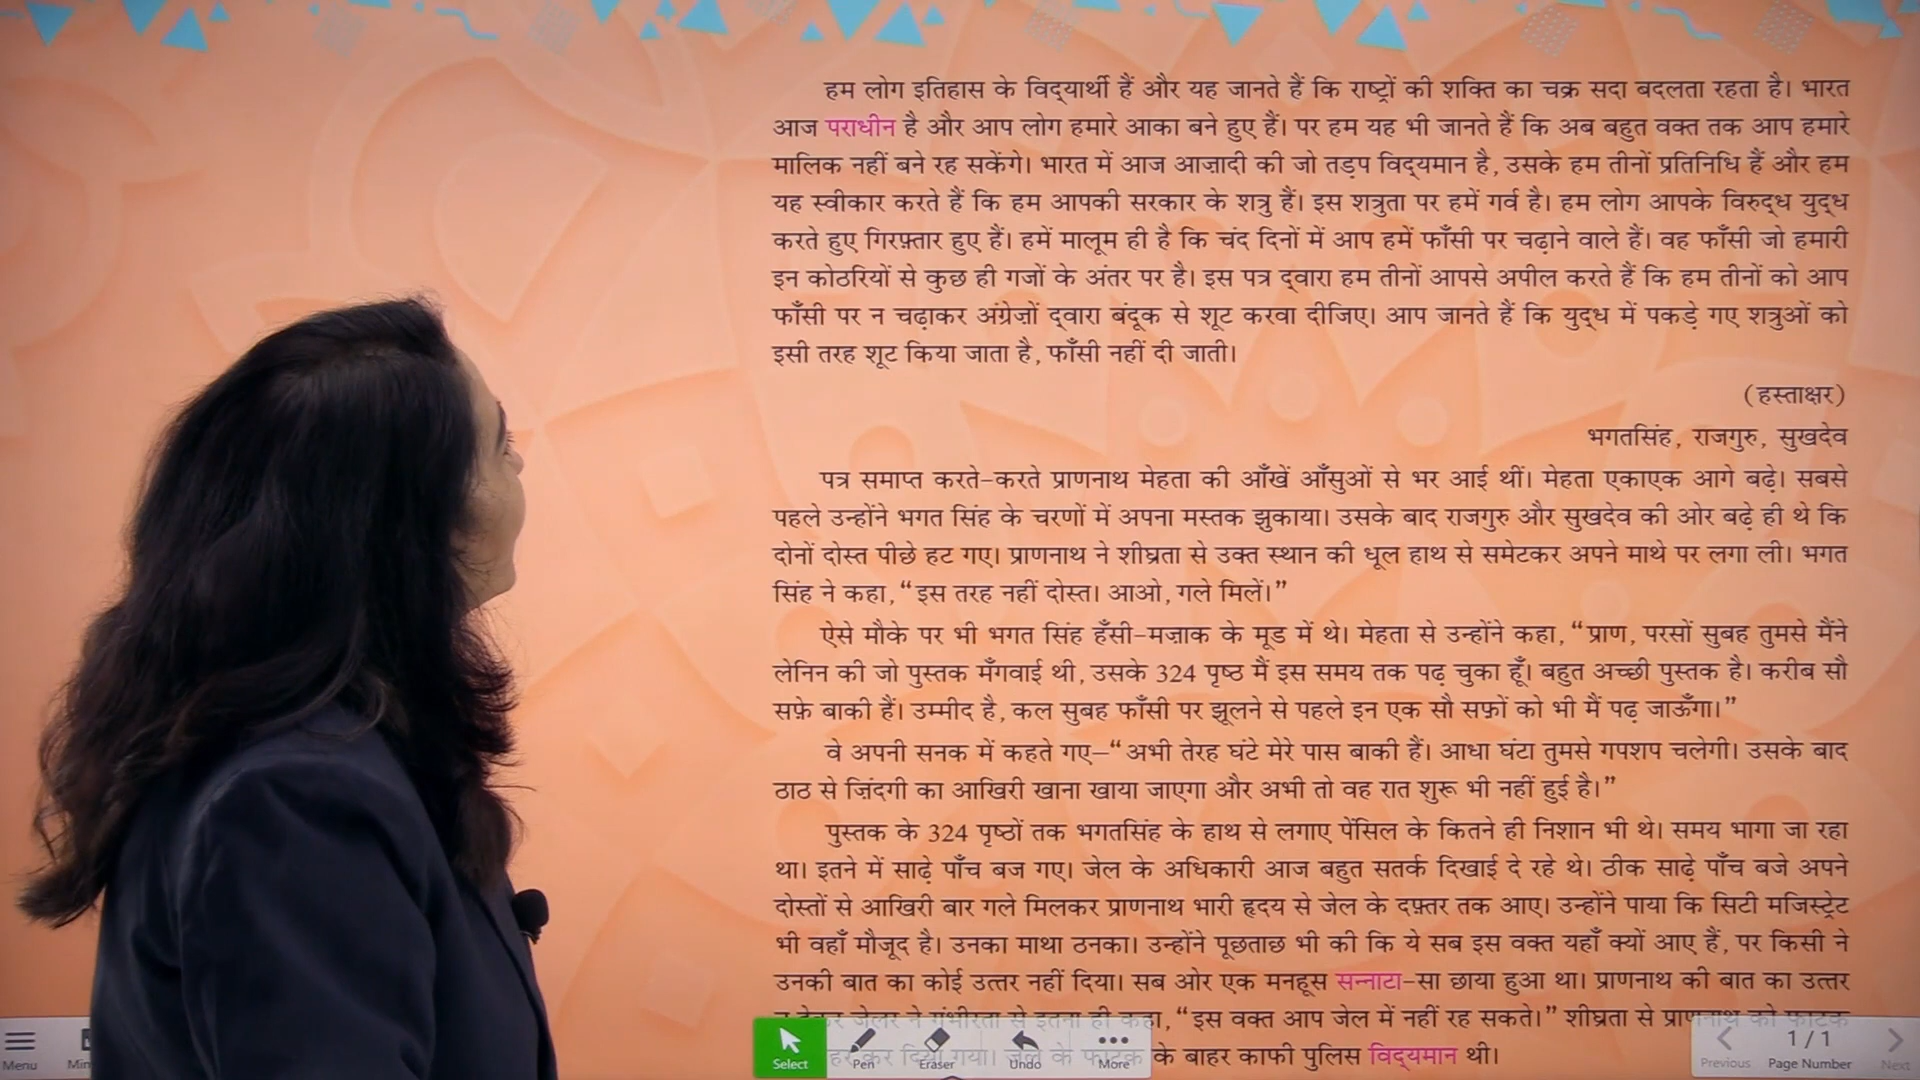 हम लोग इतिहास के विद्यार्थी हैं और यह जानते हैं कि राष्ट्रों की शक्ति का चक्र सदा बदलता रहता है। भारत
आज पराधीन है और आप लोग हमारे आका बने हुए हैं। पर हम यह भी जानते हैं कि अब बहुत वक्त तक आप हमारे
मालिक नहीं बने रह सकेंगे। भारत में आज आज़ादी की जो तड़प विद्यमान है, उसके हम तीनों प्रतिनिधि हैं और हम
यह स्वीकार करते हैं कि हम आपकी सरकार के शत्रु हैं। इस शत्रुता पर हमें गर्व है। हम लोग आपके विरुद्ध युद्ध
करते हुए गिरफ़्तार हुए हैं। हमें मालूम ही है कि चंद दिनों में आप हमें फाँसी पर चढ़ाने वाले हैं। वह फाँसी जो हमारी
इन कोठरियों से कुछ ही गजों के अंतर पर है। इस पत्र द्वारा हम तीनों आपसे अपील करते हैं कि हम तीनों को आप
फाँसी पर न चढ़ाकर अंग्रेज़ों द्वारा बंदूक से शूट करवा दीजिए। आप जानते हैं कि युद्ध में पकड़े गए शत्रुओं को
इसी तरह शूट किया जाता है, फाँसी नहीं दी जाती।
(हस्ताक्षर)
भगतसिंह, राजगुरु, सुखदेव
पत्र समाप्त करते-करते प्राणनाथ मेहता की आँखें आँसुओं से भर आई थीं। मेहता एकाएक आगे बढ़े। सबसे
पहले उन्होंने भगत सिंह के चरणों में अपना मस्तक झुकाया। उसके बाद राजगुरु और सुखदेव की ओर बढ़े ही थे कि
दोनों दोस्त पीछे हट गए। प्राणनाथ ने शीघ्रता से उक्त स्थान की धूल हाथ से समेटकर अपने माथे पर लगा ली। भगत
सिंह ने कहा, “इस तरह नहीं दोस्त। आओ, गले मिलें।”
ऐसे मौके पर भी भगत सिंह हँसी-मज़ाक के मूड में थे। मेहता से उन्होंने कहा, “प्राण, परसों सुबह तुमसे मैंने
लेनिन की जो पुस्तक मँगवाई थी, उसके 324 पृष्ठ मैं इस समय तक पढ़ चुका हूँ। बहुत अच्छी पुस्तक है। करीब सौ
सफ़े बाकी हैं। उम्मीद है, कल सुबह फाँसी पर झूलने से पहले इन एक सौ सफ़ों को भी मैं पढ़ जाऊँगा।”
वे अपनी सनक में कहते गए—“अभी तेरह घंटे मेरे पास बाकी हैं। आधा घंटा तुमसे गपशप चलेगी। उसके बाद
ठाठ से ज़िंदगी का आखिरी खाना खाया जाएगा और अभी तो वह रात शुरू भी नहीं हुई है।”
पुस्तक के 324 पृष्ठों तक भगतसिंह के हाथ से लगाए पेंसिल के कितने ही निशान भी थे। समय भागा जा रहा
था। इतने में साढ़े पाँच बज गए। जेल के अधिकारी आज बहुत सतर्क दिखाई दे रहे थे। ठीक साढ़े पाँच बजे अपने
दोस्तों से आखिरी बार गले मिलकर प्राणनाथ भारी हृदय से जेल के दफ़्तर तक आए। उन्होंने पाया कि सिटी मजिस्ट्रेट
भी वहाँ मौजूद है। उनका माथा ठनका। उन्होंने पूछताछ भी की कि ये सब इस वक्त यहाँ क्यों आए हैं, पर किसी ने
उनकी बात का कोई उत्तर नहीं दिया। सब ओर एक मनहूस सन्नाटा-सा छाया हुआ था। प्राणनाथ की बात का उत्तर
न देकर जेलर ने गंभीरता से इतना ही कहा, “इस वक्त आप जेल में नहीं रह सकते।” शीघ्रता से प्राणनाथ को फाटक
कर दिया गया। जेल के फाटक के बाहर काफी पुलिस विद्यमान थी।
Menu
Select
Pen
Eraser
Undo
More
Previous
1 / 1
Page Number
Next